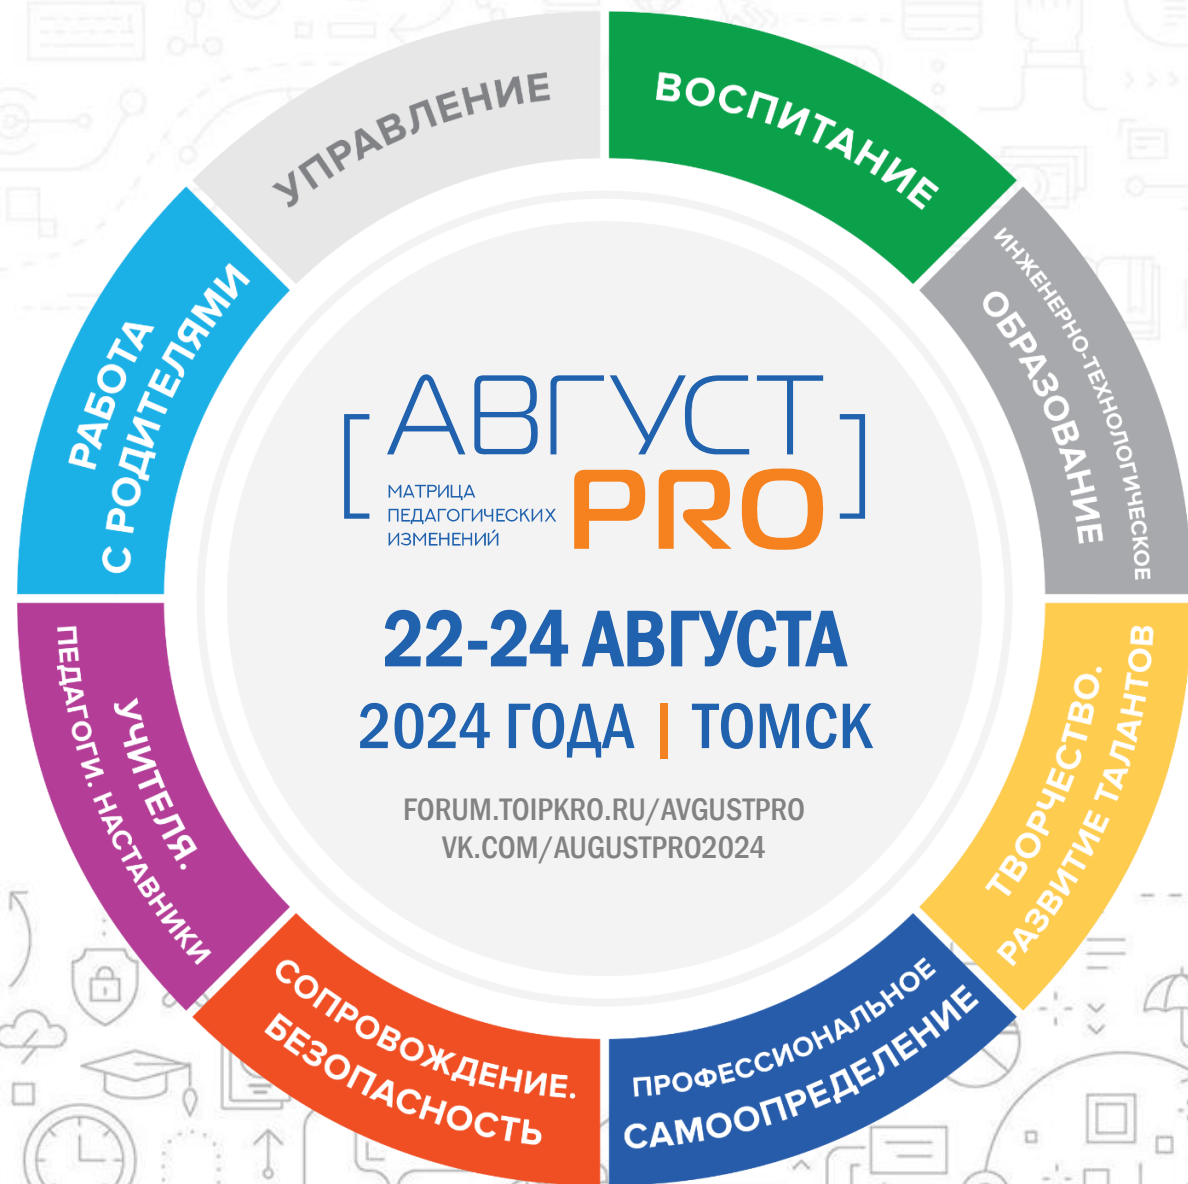 УПРАВЛЕНИЕ
ВОСПИТАНИЕ
ИНЖЕНЕРНО-ТЕХНОЛОГИЧЕСКОЕ
ОБРАЗОВАНИЕ
ТВОРЧЕСТВО.
РАЗВИТИЕ ТАЛАНТОВ
ПРОФЕССИОНАЛЬНОЕ
САМООПРЕДЕЛЕНИЕ
СОПРОВОЖДЕНИЕ.
БЕЗОПАСНОСТЬ
УЧИТЕЛЯ.
ПЕДАГОГИ. НАСТАВНИКИ
РАБОТА
С РОДИТЕЛЯМИ
[АВГУСТ
PRO]
МАТРИЦА
ПЕДАГОГИЧЕСКИХ
ИЗМЕНЕНИЙ
22-24 АВГУСТА
2024 ГОДА | ТОМСК
FORUM.TOIPKRO.RU/AVGUSTPRO
VK.COM/AUGUSTPRO2024